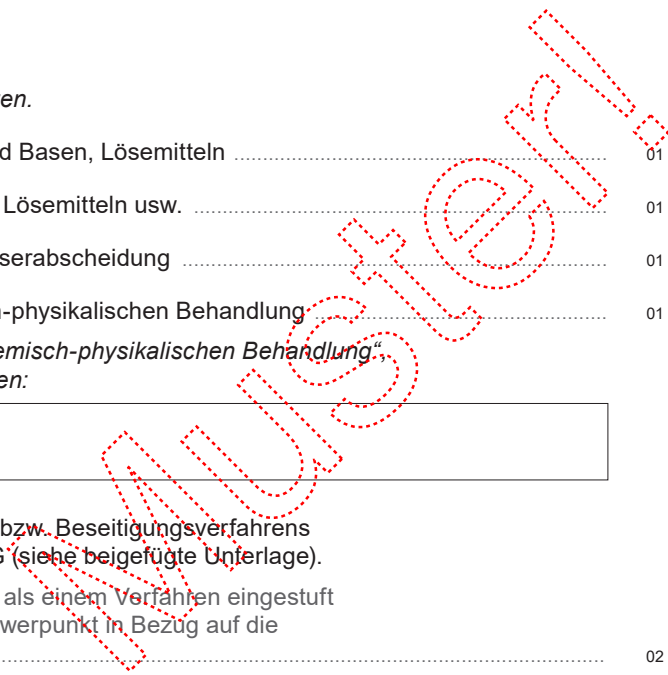 en.
d Basen, Lösemitteln 01
Lösemitteln usw. 01
serabscheidung 01
-physikalischen Behandlung 01
emisch-physikalischen Behandlung“,
en:
bzw. Beseitigungsverfahrens
G (siehe beigefügte Unterlage).
als einem Verfahren eingestuft
werpunkt in Bezug auf die
02
Muster!